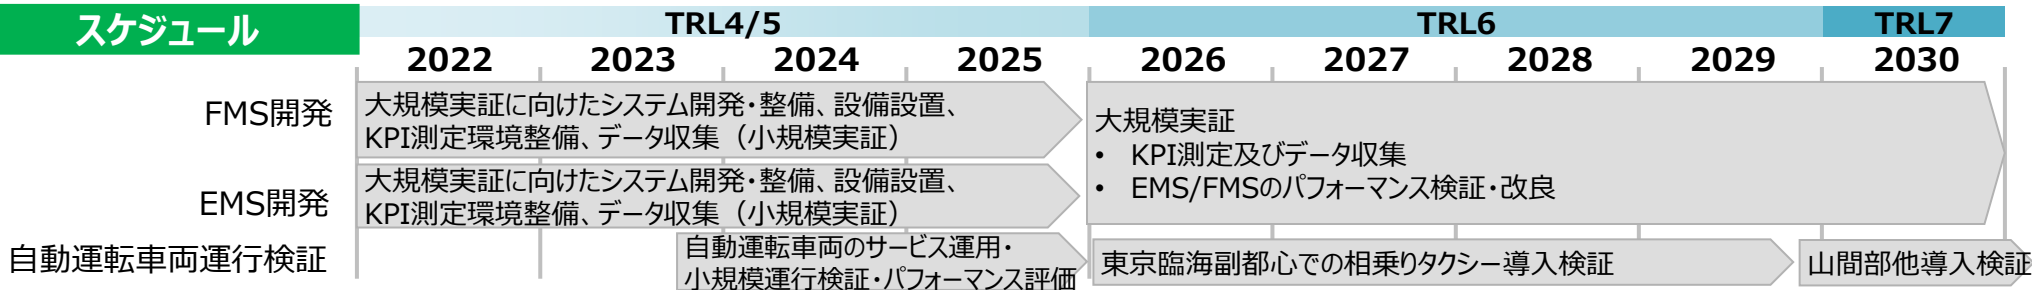 スケジュール
TRL4/5
TRL6
TRL7
2022
2023
2024
2025
2026
2027
2028
2029
2030
FMS開発
大規模実証に向けたシステム開発・整備、設備設置、
KPI測定環境整備、データ収集（小規模実証）
大規模実証
• KPI測定及びデータ収集
• EMS/FMSのパフォーマンス検証・改良
EMS開発
大規模実証に向けたシステム開発・整備、設備設置、
KPI測定環境整備、データ収集（小規模実証）
自動運転車両運行検証
自動運転車両のサービス運用・
小規模運行検証・パフォーマンス評価
東京臨海副都心での相乗りタクシー導入検証
山間部他導入検証